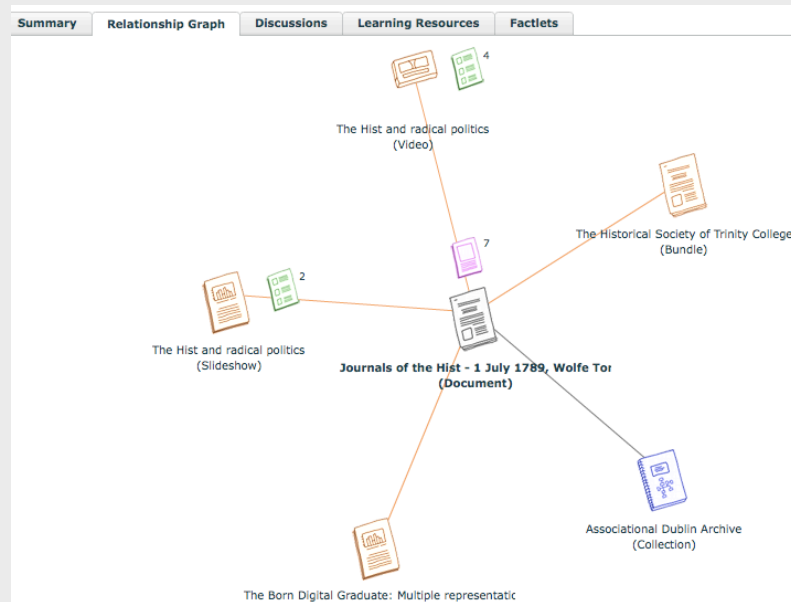 Summary
Relationship Graph
Discussions
Learning Resources
Factlets
4
The Hist and radical politics
(Video)
The Historical Society of Trinity College
(Bundle)
7
2
The Hist and radical politics
(Slideshow)
Journals of the Hist - 1 July 1789, Wolfe Tor
(Document)
Associational Dublin Archive
(Collection)
The Born Digital Graduate: Multiple representatic